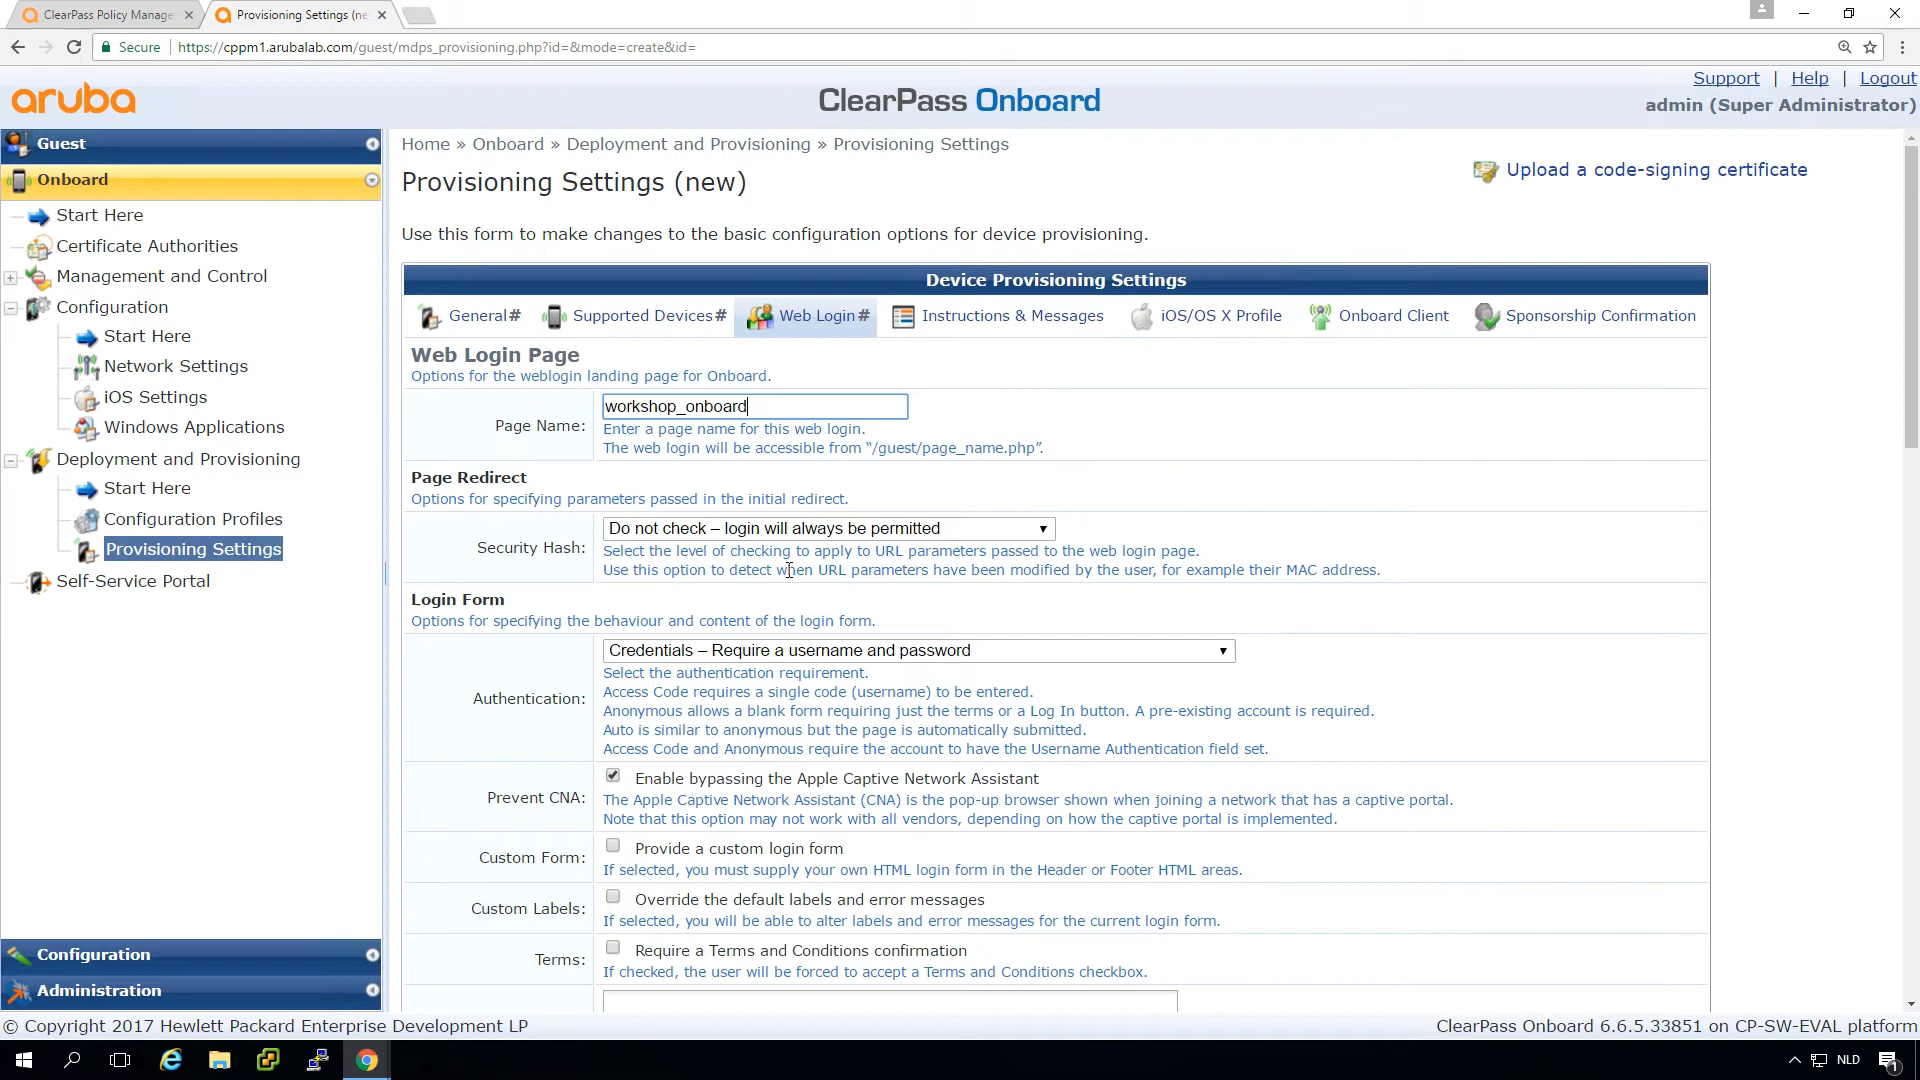 ClearPass Policy Manage
Provisioning Settings (ne
Secure
https://cppm1.arubalab.com/guest/mdps_provisioning.php?id=&mode=create&id=
Support | Help | Logout
aruba
ClearPass Onboard
admin (Super Administrator)
Guest
Onboard
Start Here
Certificate Authorities
Management and Control
Configuration
Start Here
Network Settings
iOS Settings
Windows Applications
Deployment and Provisioning
Start Here
Configuration Profiles
Provisioning Settings
Self-Service Portal
Configuration
Administration
Home » Onboard » Deployment and Provisioning » Provisioning Settings
Provisioning Settings (new)
Upload a code-signing certificate
Use this form to make changes to the basic configuration options for device provisioning.
Device Provisioning Settings
General# Supported Devices# Web Login# Instructions & Messages iOS/OS X Profile Onboard Client Sponsorship Confirmation
Web Login Page
Options for the weblogin landing page for Onboard.
Page Name: workshop_onboard
Enter a page name for this web login.
The web login will be accessible from “/guest/page_name.php”.
Page Redirect
Options for specifying parameters passed in the initial redirect.
Security Hash: Do not check – login will always be permitted
Select the level of checking to apply to URL parameters passed to the web login page.
Use this option to detect when URL parameters have been modified by the user, for example their MAC address.
Login Form
Options for specifying the behaviour and content of the login form.
Authentication: Credentials – Require a username and password
Select the authentication requirement.
Access Code requires a single code (username) to be entered.
Anonymous allows a blank form requiring just the terms or a Log In button. A pre-existing account is required.
Auto is similar to anonymous but the page is automatically submitted.
Access Code and Anonymous require the account to have the Username Authentication field set.
Prevent CNA: Enable bypassing the Apple Captive Network Assistant
The Apple Captive Network Assistant (CNA) is the pop-up browser shown when joining a network that has a captive portal.
Note that this option may not work with all vendors, depending on how the captive portal is implemented.
Custom Form: Provide a custom login form
If selected, you must supply your own HTML login form in the Header or Footer HTML areas.
Custom Labels: Override the default labels and error messages
If selected, you will be able to alter labels and error messages for the current login form.
Terms: Require a Terms and Conditions confirmation
If checked, the user will be forced to accept a Terms and Conditions checkbox.
© Copyright 2017 Hewlett Packard Enterprise Development LP
ClearPass Onboard 6.6.5.33851 on CP-SW-EVAL platform
NLD
1